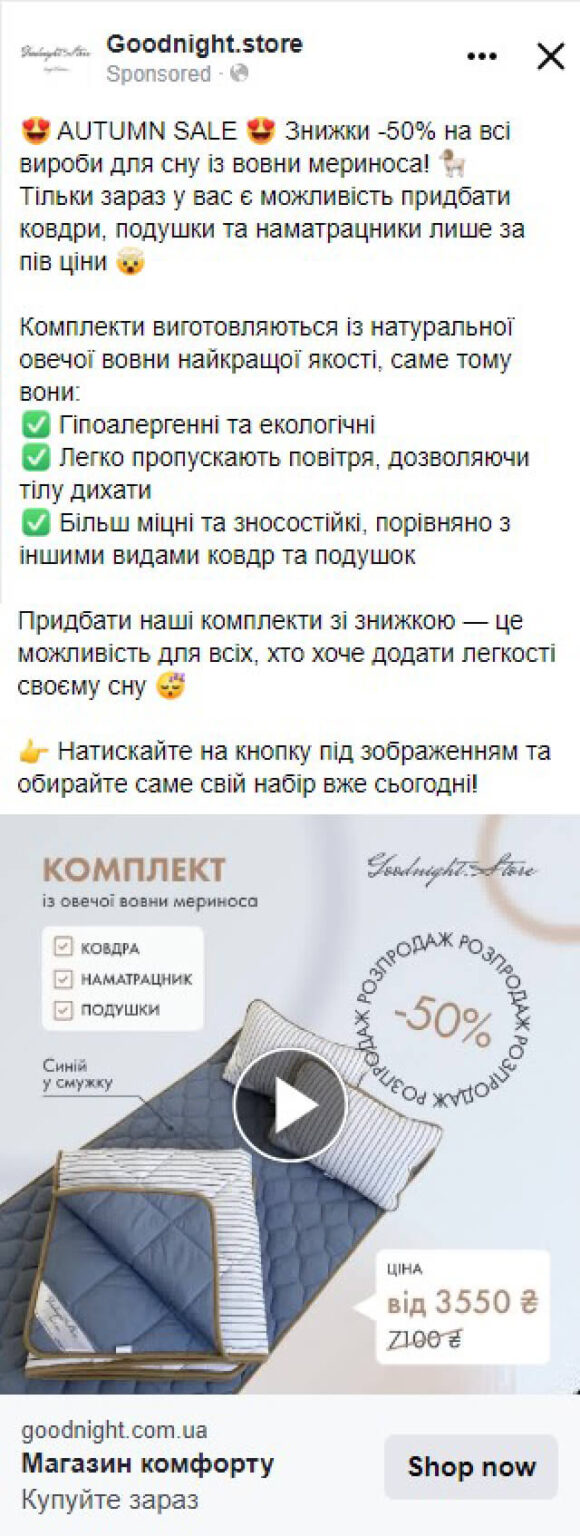 Goodnight.store
Sponsored ·
😍 AUTUMN SALE 😍 Знижки -50% на всі
вироби для сну із вовни мериноса! 🐏
Тільки зараз у вас є можливість придбати
ковдри, подушки та наматрацники лише за
пів ціни 🤯
Комплекти виготовляються із натуральної
овечої вовни найкращої якості, саме тому
вони:
✅ Гіпоалергенні та екологічні
✅ Легко пропускають повітря, дозволяючи
тілу дихати
✅ Більш міцні та зносостійкі, порівняно з
іншими видами ковдр та подушок
Придбати наші комплекти зі знижкою — це
можливість для всіх, хто хоче додати легкості
своєму сну 😴
👉 Натискайте на кнопку під зображенням та
обирайте саме свій набір вже сьогодні!
КОМПЛЕКТ
із овечої вовни мериноса
Goodnight.Store
КОВДРА
НАМАТРАЦНИК
ПОДУШКИ
РОЗПРОДАЖ РОЗПРОДАЖ РОЗПРОДАЖ РОЗПРОДАЖ
-50%
Синій
у смужку
ЦІНА
від 3550 ₴
7100 ₴
goodnight.com.ua
Магазин комфорту
Купуйте зараз
Shop now